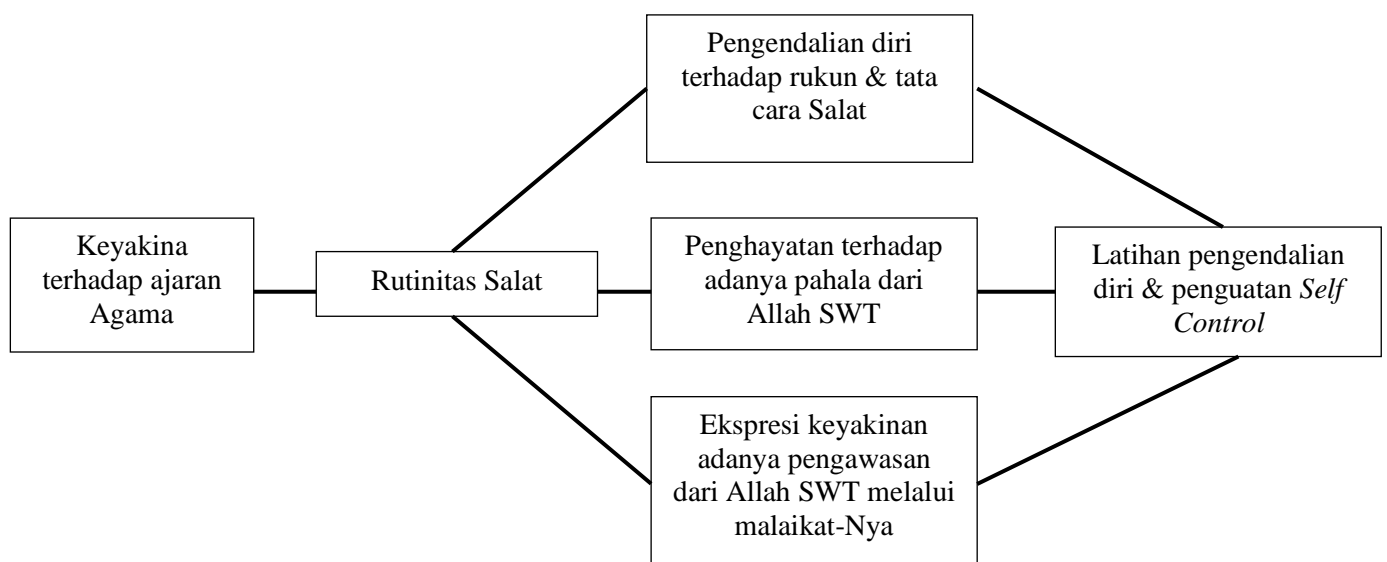 Pengendalian diri
terhadap rukun & tata
cara Salat
Keyakina
terhadap ajaran
Agama
Rutinitas Salat
Penghayatan terhadap
adanya pahala dari
Allah SWT
Latihan pengendalian
diri & penguatan Self
Control
Ekspresi keyakinan
adanya pengawasan
dari Allah SWT melalui
malaikat-Nya